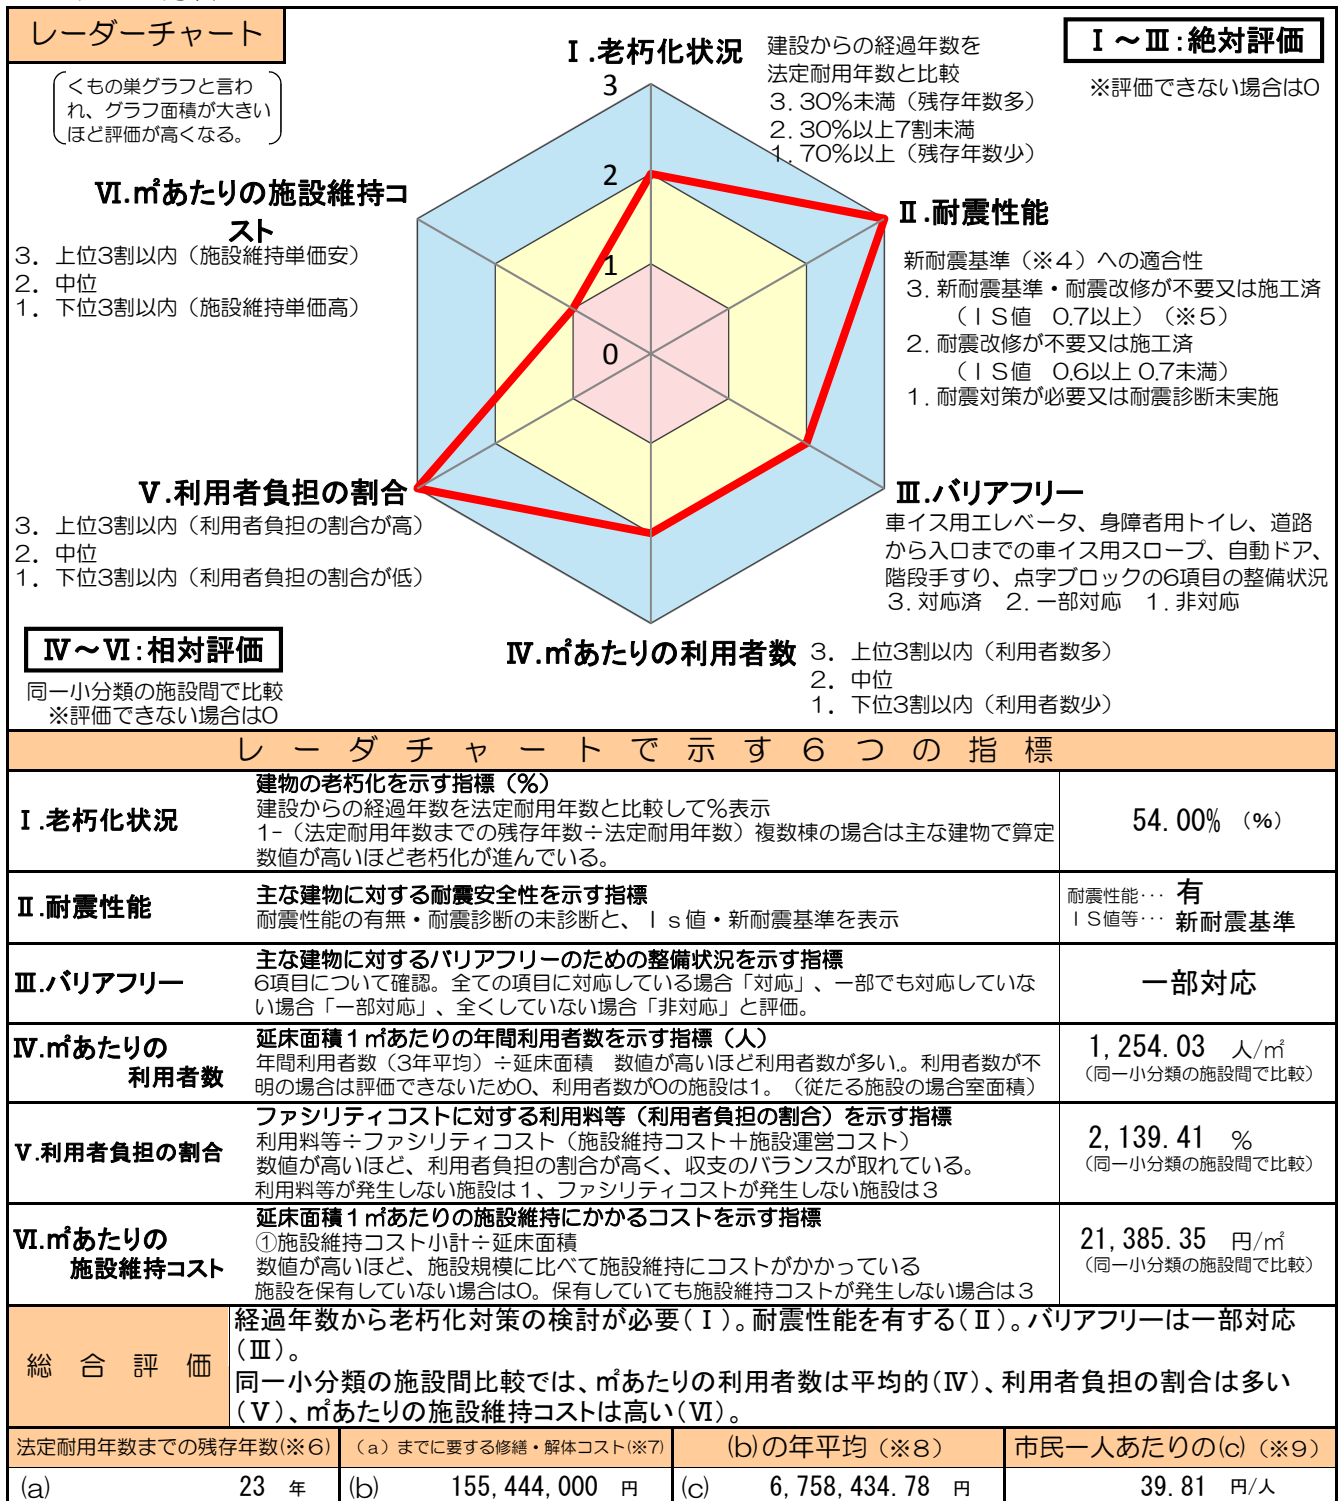 レーダーチャート
くもの巣グラフと言わ
れ、グラフ面積が大きい
ほど評価が高くなる。
Ⅰ～Ⅲ：絶対評価
※評価できない場合は0
Ⅰ.老朽化状況
建設からの経過年数を
法定耐用年数と比較
3. 30％未満（残存年数多）
2. 30％以上7割未満
1. 70％以上（残存年数少）
3
2
1
0
Ⅱ.耐震性能
新耐震基準（※4）への適合性
3. 新耐震基準・耐震改修が不要又は施工済
（ＩＳ値　0.7以上）（※5）
2. 耐震改修が不要又は施工済
（ＩＳ値　0.6以上 0.7未満）
1. 耐震対策が必要又は耐震診断未実施
Ⅵ.㎡あたりの施設維持コ
スト
3. 上位3割以内（施設維持単価安）
2. 中位
1. 下位3割以内（施設維持単価高）
Ⅴ.利用者負担の割合
3. 上位3割以内（利用者負担の割合が高）
2. 中位
1. 下位3割以内（利用者負担の割合が低）
Ⅲ.バリアフリー
車イス用エレベータ、身障者用トイレ、道路
から入口までの車イス用スロープ、自動ドア、
階段手すり、点字ブロックの6項目の整備状況
3. 対応済　2. 一部対応　1. 非対応
Ⅳ～Ⅵ：相対評価
同一小分類の施設間で比較
※評価できない場合は0
Ⅳ.㎡あたりの利用者数
3. 上位3割以内（利用者数多）
2. 中位
1. 下位3割以内（利用者数少）
レーダチャートで示す6つの指標
Ⅰ.老朽化状況
建物の老朽化を示す指標（％）
建設からの経過年数を法定耐用年数と比較して％表示
1-（法定耐用年数までの残存年数÷法定耐用年数）複数棟の場合は主な建物で算定
数値が高いほど老朽化が進んでいる。
54.00%（％）
Ⅱ.耐震性能
主な建物に対する耐震安全性を示す指標
耐震性能の有無・耐震診断の未診断と、Ｉｓ値・新耐震基準を表示
耐震性能… 有
ＩＳ値等… 新耐震基準
Ⅲ.バリアフリー
主な建物に対するバリアフリーのための整備状況を示す指標
6項目について確認。全ての項目に対応している場合「対応」、一部でも対応していな
い場合「一部対応」、全くしていない場合「非対応」と評価。
一部対応
Ⅳ.㎡あたりの
利用者数
延床面積１㎡あたりの年間利用者数を示す指標（人）
年間利用者数（3年平均）÷延床面積　数値が高いほど利用者数が多い。利用者数が不
明の場合は評価できないため0、利用者数が0の施設は1。（従たる施設の場合室面積）
1,254.03　人/㎡
（同一小分類の施設間で比較）
Ⅴ.利用者負担の割合
ファシリティコストに対する利用料等（利用者負担の割合）を示す指標
利用料等÷ファシリティコスト（施設維持コスト＋施設運営コスト）
数値が高いほど、利用者負担の割合が高く、収支のバランスが取れている。
利用料等が発生しない施設は１、ファシリティコストが発生しない施設は３
2,139.41　％
（同一小分類の施設間で比較）
Ⅵ.㎡あたりの
施設維持コスト
延床面積１㎡あたりの施設維持にかかるコストを示す指標
①施設維持コスト小計÷延床面積
数値が高いほど、施設規模に比べて施設維持にコストがかかっている
施設を保有していない場合は0。保有していても施設維持コストが発生しない場合は３
21,385.35　円/㎡
（同一小分類の施設間で比較）
総合評価
経過年数から老朽化対策の検討が必要（Ⅰ）。耐震性能を有する（Ⅱ）。バリアフリーは一部対応
（Ⅲ）。
同一小分類の施設間比較では、㎡あたりの利用者数は平均的（Ⅳ）、利用者負担の割合は多い
（Ⅴ）、㎡あたりの施設維持コストは高い（Ⅵ）。
法定耐用年数までの残存年数(※6)
（a）までに要する修繕・解体コスト(※7)
(b)の年平均（※8）
市民一人あたりの(c)（※9）
(a)　23　年
(b)　155,444,000　円
(c)　6,758,434.78　円
39.81　円/人